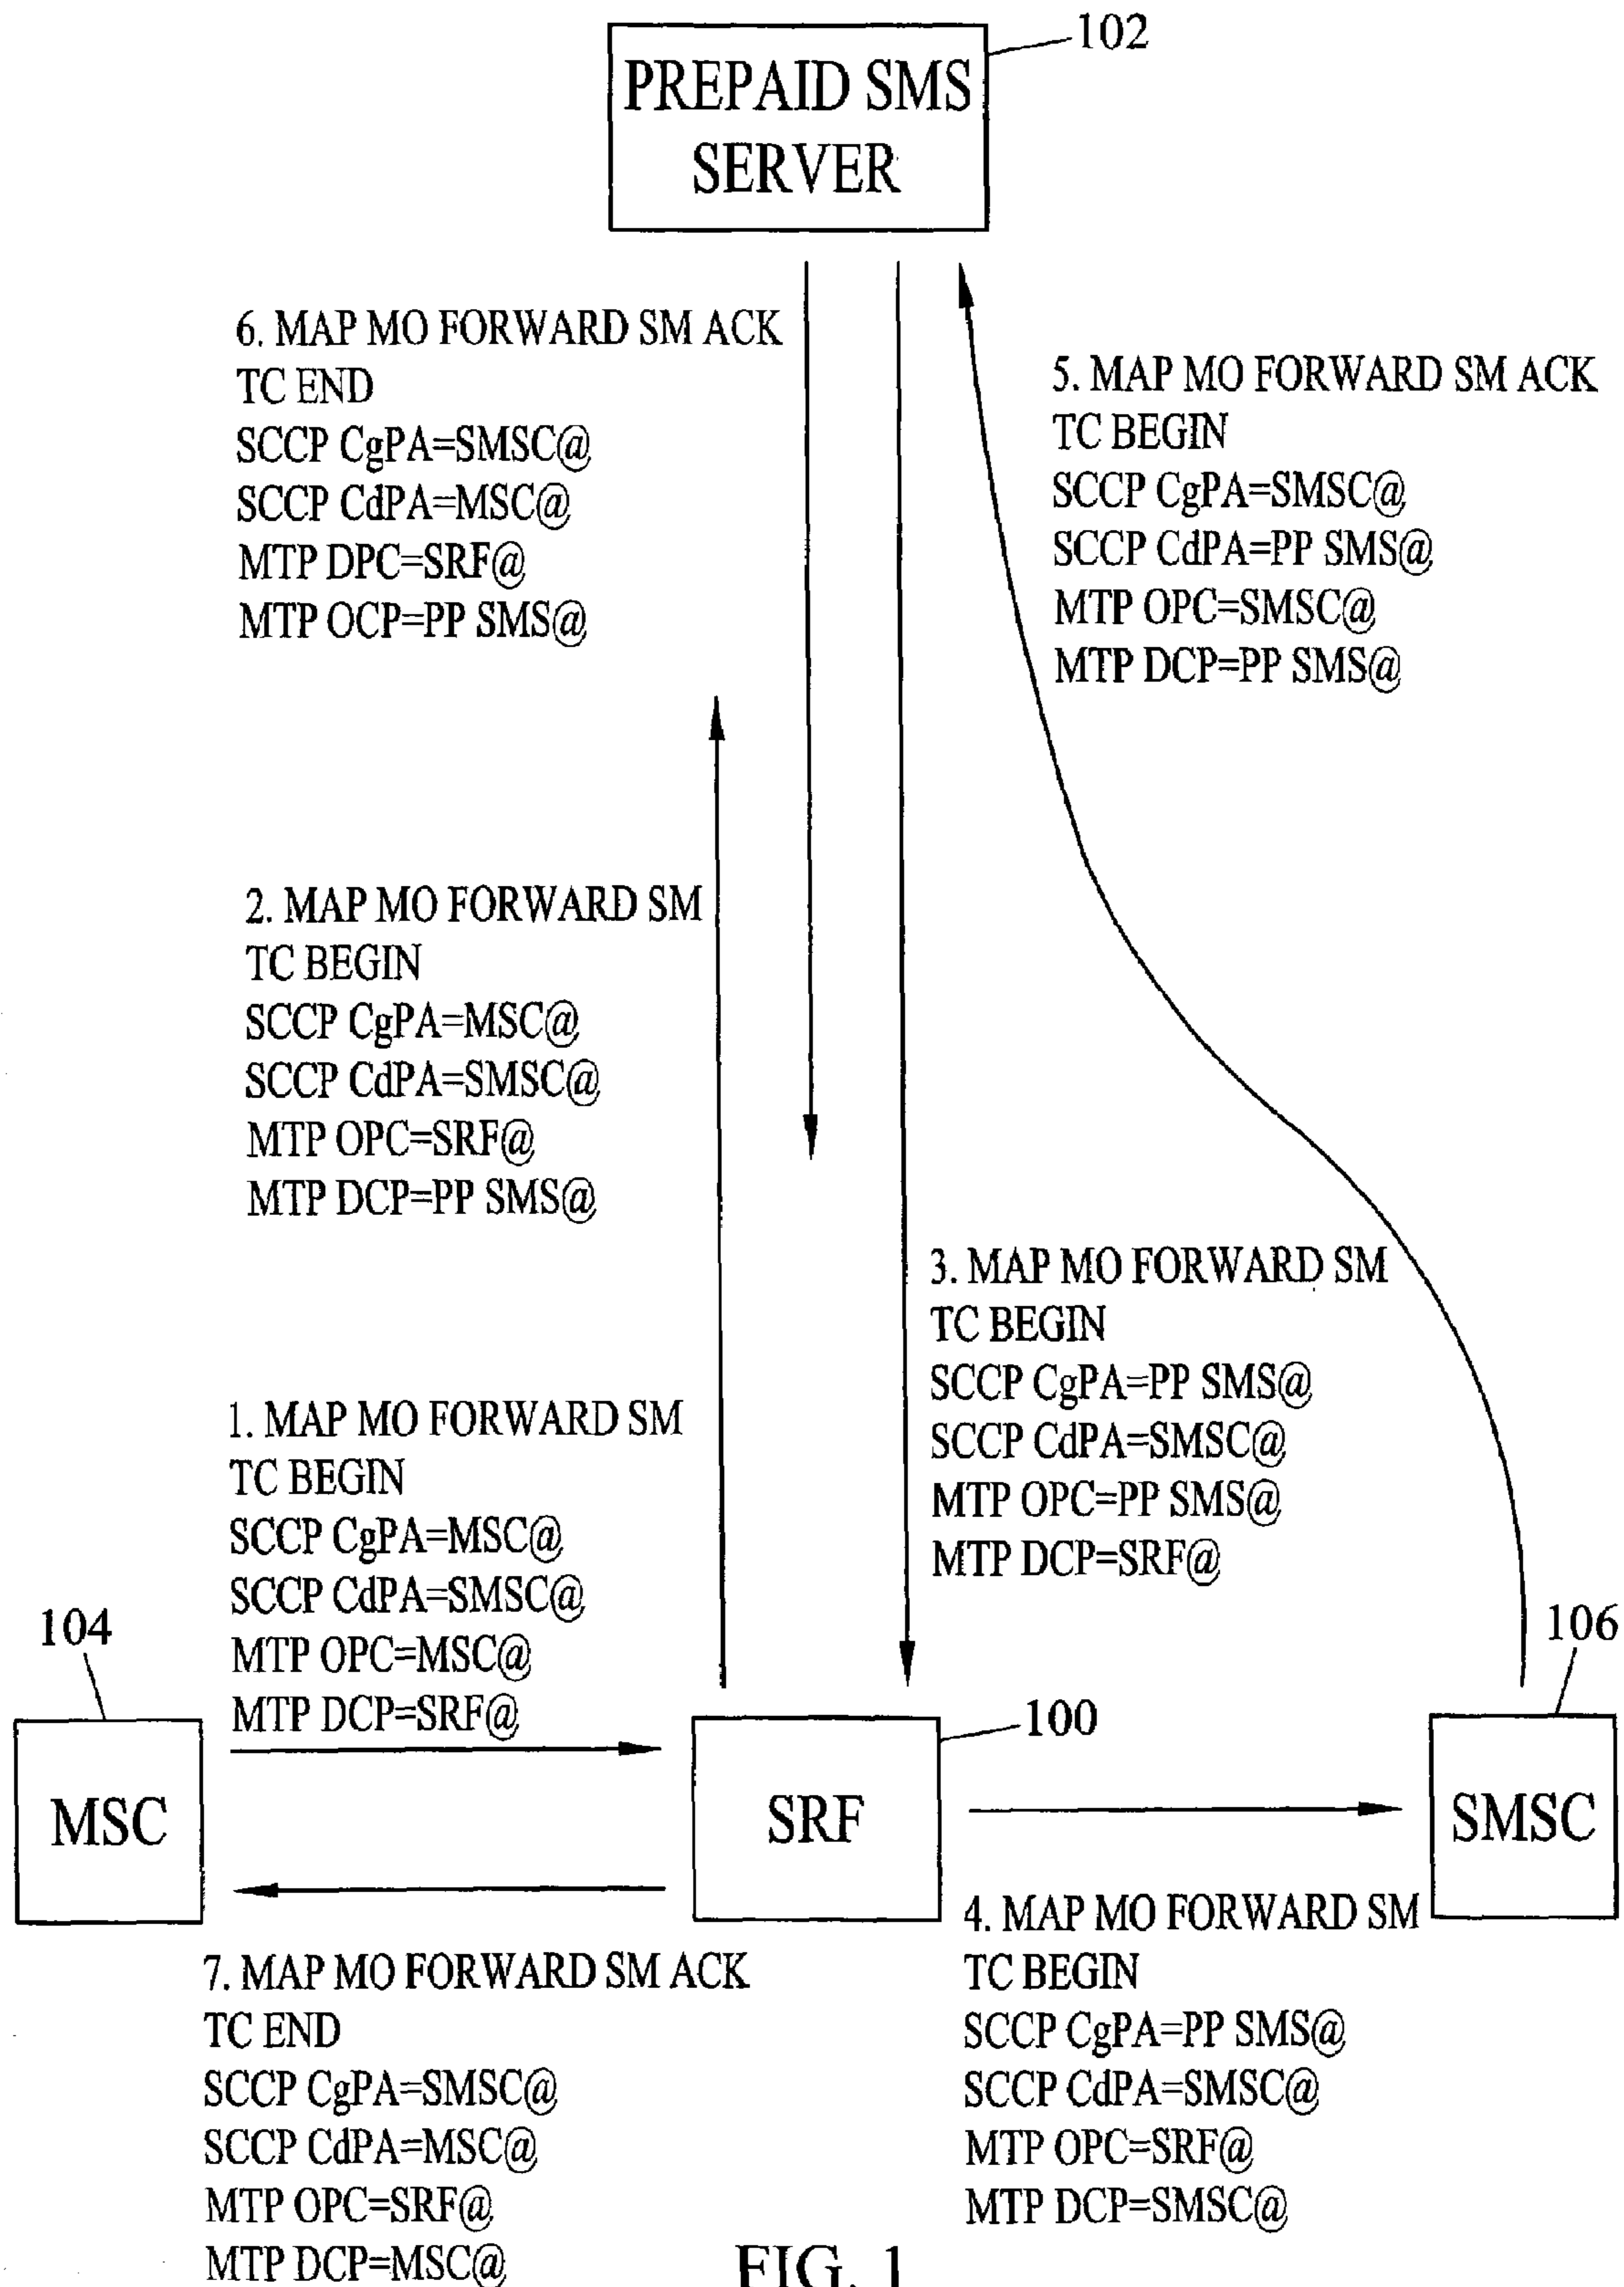 102
PREPAID SMS
SERVER
6. MAP MO FORWARD SM ACK
TC END
SCCP CgPA=SMSC@
SCCP CdPA=MSC@
MTP DPC=SRF@
MTP OCP=PP SMS@
5. MAP MO FORWARD SM ACK
TC BEGIN
SCCP CgPA=SMSC@
SCCP CdPA=PP SMS@
MTP OPC=SMSC@
MTP DCP=PP SMS@
2. MAP MO FORWARD SM
TC BEGIN
SCCP CgPA=MSC@
SCCP CdPA=SMSC@
MTP OPC=SRF@
MTP DCP=PP SMS@
3. MAP MO FORWARD SM
TC BEGIN
SCCP CgPA=PP SMS@
SCCP CdPA=SMSC@
MTP OPC=PP SMS@
MTP DCP=SRF@
1. MAP MO FORWARD SM
TC BEGIN
SCCP CgPA=MSC@
SCCP CdPA=SMSC@
MTP OPC=MSC@
MTP DCP=SRF@
104
100
106
MSC
SRF
SMSC
4. MAP MO FORWARD SM
TC BEGIN
SCCP CgPA=PP SMS@
SCCP CdPA=SMSC@
MTP OPC=SRF@
MTP DCP=SMSC@
7. MAP MO FORWARD SM ACK
TC END
SCCP CgPA=SMSC@
SCCP CdPA=MSC@
MTP OPC=SRF@
MTP DCP=MSC@
FIG. 1